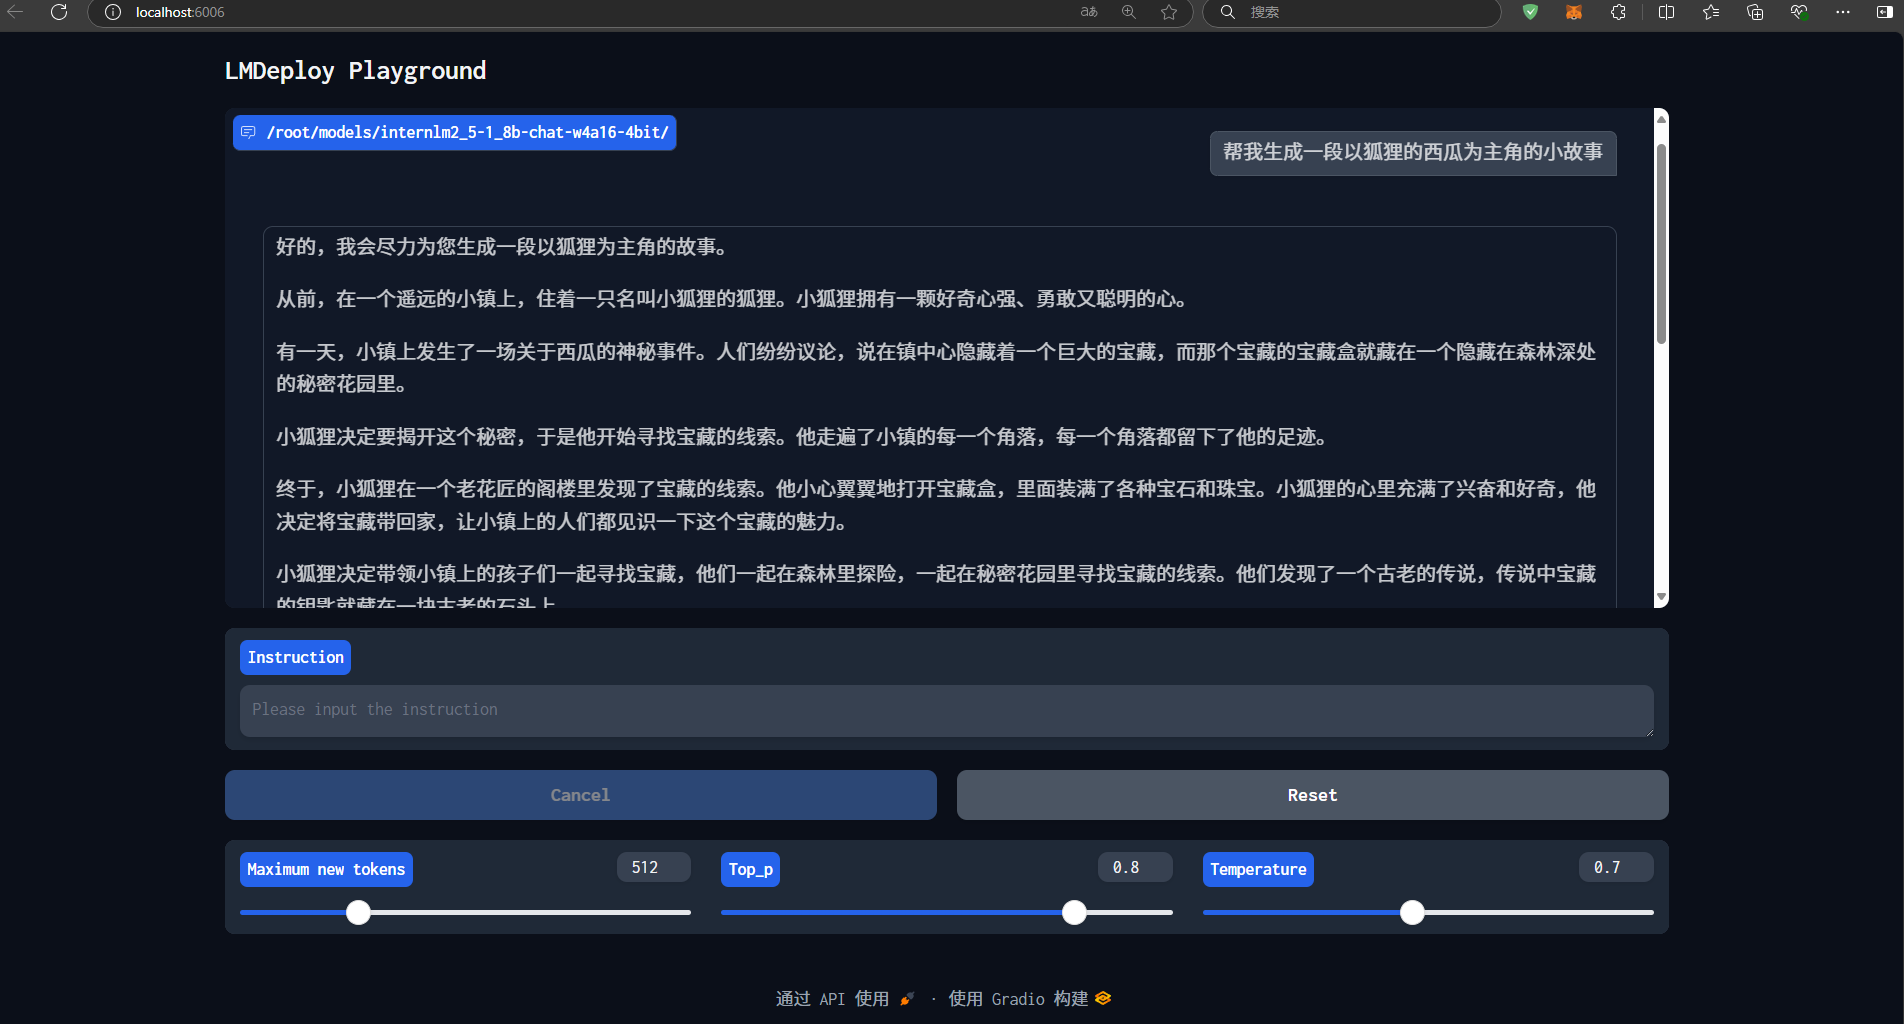 localhost:6006
搜索
LMDeploy Playground
/root/models/internlm2_5-1_8b-chat-w4a16-4bit/
帮我生成一段以狐狸的西瓜为主角的小故事
好的，我会尽力为您生成一段以狐狸为主角的故事。
从前，在一个遥远的小镇上，住着一只名叫小狐狸的狐狸。小狐狸拥有一颗好奇心强、勇敢又聪明的心。
有一天，小镇上发生了一场关于西瓜的神秘事件。人们纷纷议论，说在镇中心隐藏着一个巨大的宝藏，而那个宝藏的宝藏盒就藏在一个隐藏在森林深处
的秘密花园里。
小狐狸决定要揭开这个秘密，于是他开始寻找宝藏的线索。他走遍了小镇的每一个角落，每一个角落都留下了他的足迹。
终于，小狐狸在一个老花匠的阁楼里发现了宝藏的线索。他小心翼翼地打开宝藏盒，里面装满了各种宝石和珠宝。小狐狸的心里充满了兴奋和好奇，他
决定将宝藏带回家，让小镇上的人们都见识一下这个宝藏的魅力。
小狐狸决定带领小镇上的孩子们一起寻找宝藏，他们一起在森林里探险，一起在秘密花园里寻找宝藏的线索。他们发现了一个古老的传说，传说中宝藏
的钥匙就藏在一块古老的石头上
Instruction
Please input the instruction
Cancel
Reset
Maximum new tokens
512
Top_p
0.8
Temperature
0.7
通过 API 使用 · 使用 Gradio 构建